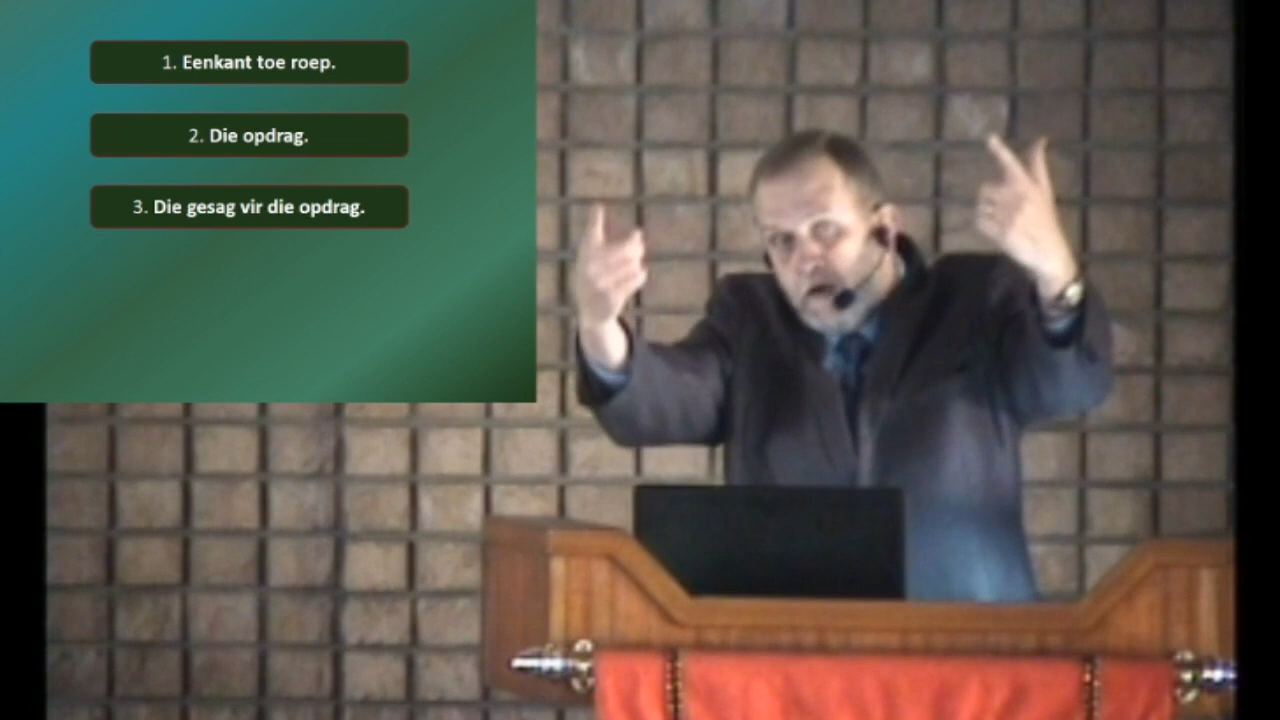 1. Eenkant toe roep.
2. Die opdrag.
3. Die gesag vir die opdrag.